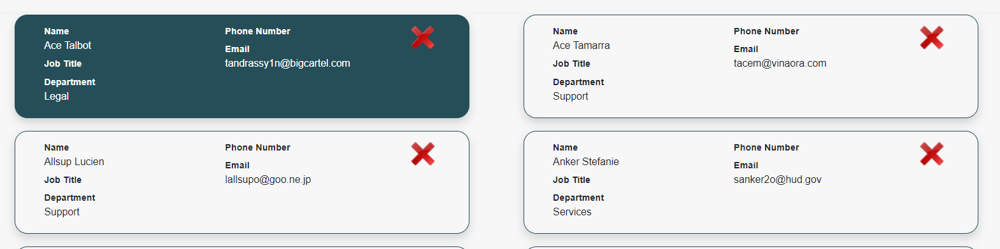 Name
Ace Talbot
Job Title
Department
Legal
Phone Number
Email
tandrassy1n@bigcartel.com
Name
Ace Tamarra
Job Title
Department
Support
Phone Number
Email
tacem@vinaora.com
Name
Allsup Lucien
Job Title
Department
Support
Phone Number
Email
lallsupo@goo.ne.jp
Name
Anker Stefanie
Job Title
Department
Services
Phone Number
Email
sanker2o@hud.gov